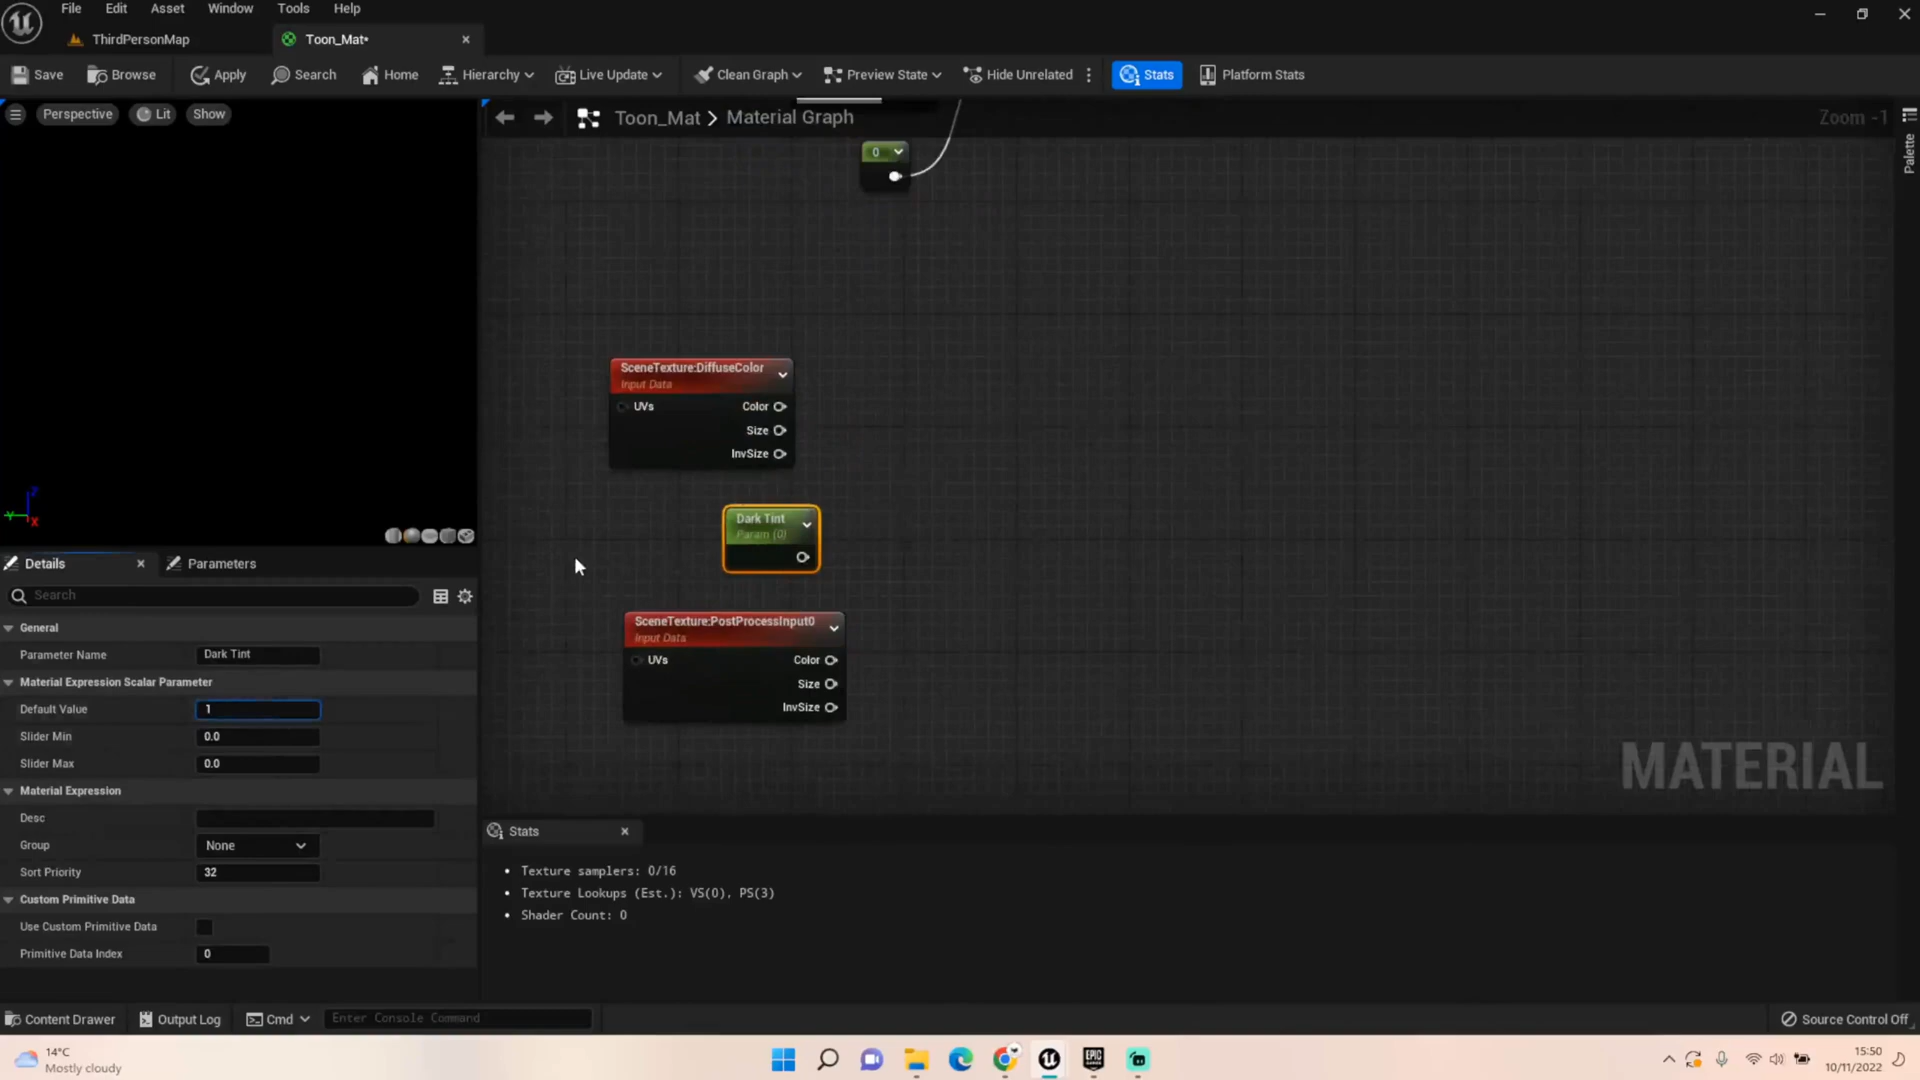 File Edit Asset Window Tools Help
ThirdPersonMap
Toon_Mat*
Save Browse Apply Search Home Hierarchy Live Update Clean Graph Preview State Hide Unrelated Stats Platform Stats
Perspective Lit Show
Toon_Mat > Material Graph
Zoom -1
Palette
0
SceneTexture:DiffuseColor
Input Data
UVs Color
Size
InvSize
Dark Tint
Param (0)
SceneTexture:PostProcessInput0
Input Data
UVs Color
Size
InvSize
MATERIAL
Z
Y
X
Details Parameters
Search
General
Parameter Name Dark Tint
Material Expression Scalar Parameter
Default Value 1
Slider Min 0.0
Slider Max 0.0
Material Expression
Desc
Group None
Sort Priority 32
Custom Primitive Data
Use Custom Primitive Data
Primitive Data Index 0
Stats
• Texture samplers: 0/16
• Texture Lookups (Est.): VS(0), PS(3)
• Shader Count: 0
Content Drawer Output Log Cmd Enter Console Command Source Control Off
14°C
Mostly cloudy
EPIC
GAMES
15:50
10/11/2022